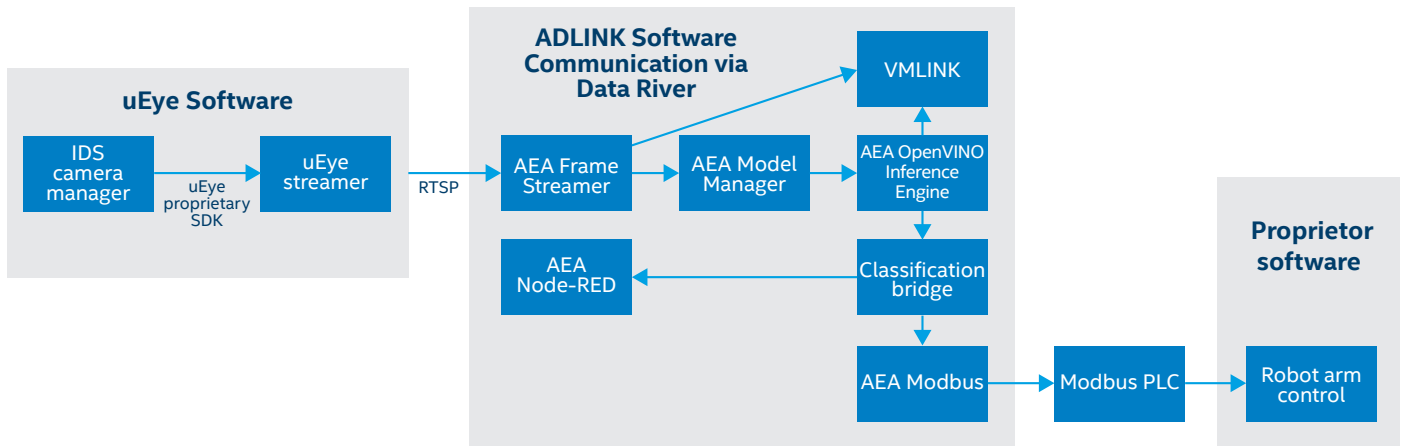 uEye Software
IDS
camera
manager
uEye
proprietary
SDK
uEye
streamer
RTSP
ADLINK Software
Communication via
Data River
VMLINK
AEA Frame
Streamer
AEA Model
Manager
AEA OpenVINO
Inference
Engine
AEA
Node-RED
Classification
bridge
AEA Modbus
Modbus PLC
Proprietor
software
Robot arm
control